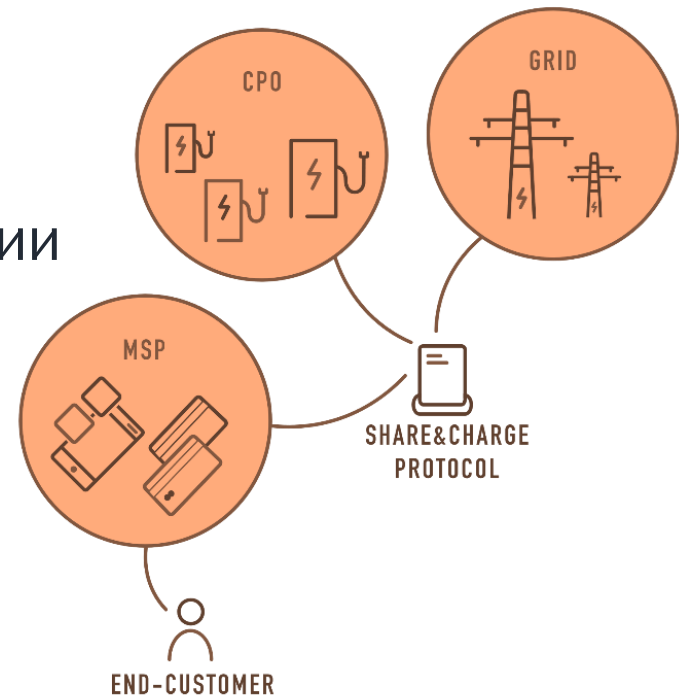 GRID
CPO
ии
MSP
SHARE&CHARGE
PROTOCOL
END-CUSTOMER